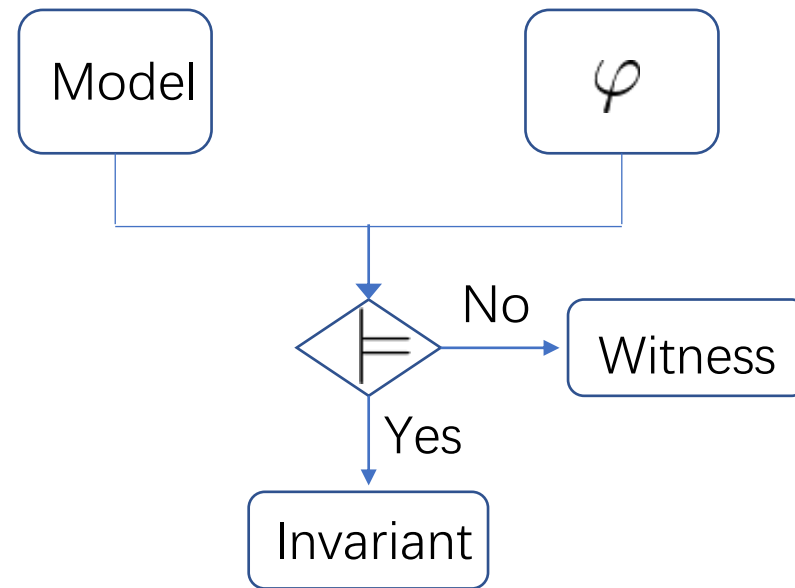 Model
φ
⊨
No
Witness
Yes
Invariant